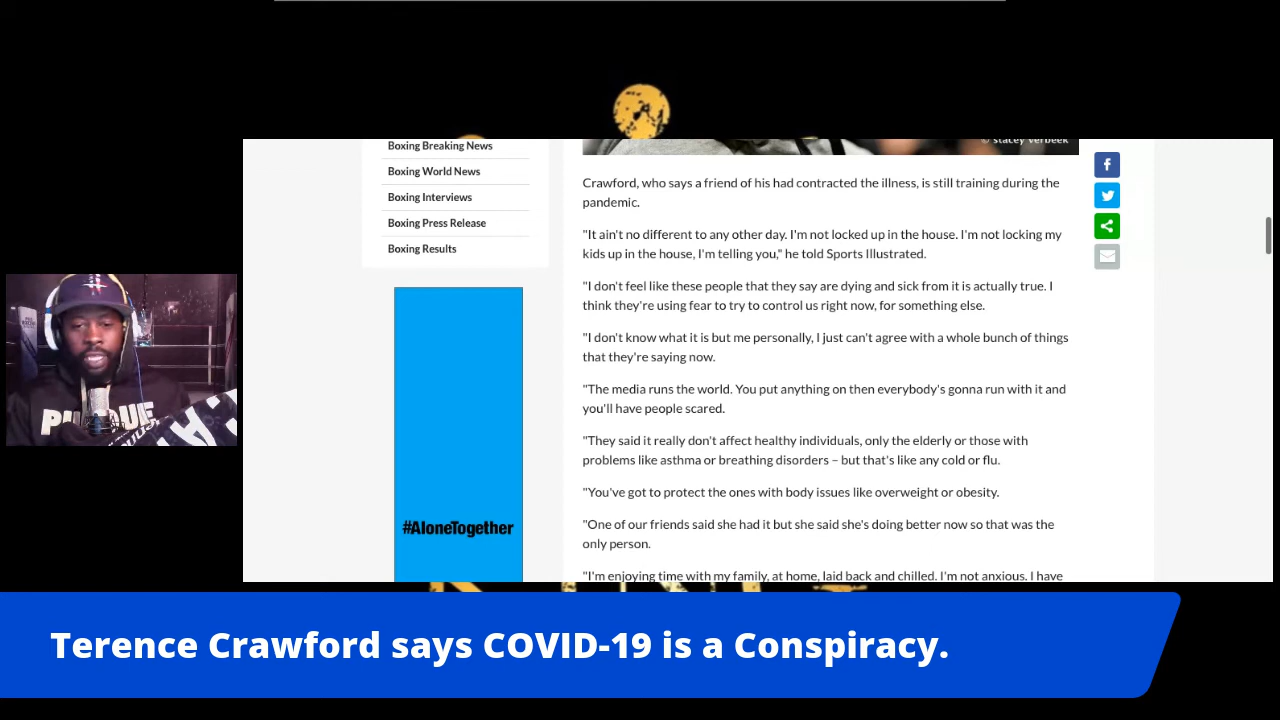 © stacey verbeek
Boxing Breaking News
Boxing World News
Boxing Interviews
Boxing Press Release
Boxing Results
Crawford, who says a friend of his had contracted the illness, is still training during the
pandemic.
"It ain't no different to any other day. I'm not locked up in the house. I'm not locking my
kids up in the house, I'm telling you," he told Sports Illustrated.
"I don't feel like these people that they say are dying and sick from it is actually true. I
think they're using fear to try to control us right now, for something else.
"I don't know what it is but me personally, I just can't agree with a whole bunch of things
that they're saying now.
"The media runs the world. You put anything on then everybody's gonna run with it and
you'll have people scared.
"They said it really don't affect healthy individuals, only the elderly or those with
problems like asthma or breathing disorders – but that's like any cold or flu.
"You've got to protect the ones with body issues like overweight or obesity.
"One of our friends said she had it but she said she's doing better now so that was the
only person.
"I'm enjoying time with my family, at home, laid back and chilled. I'm not anxious. I have
#AloneTogether
Terence Crawford says COVID-19 is a Conspiracy.